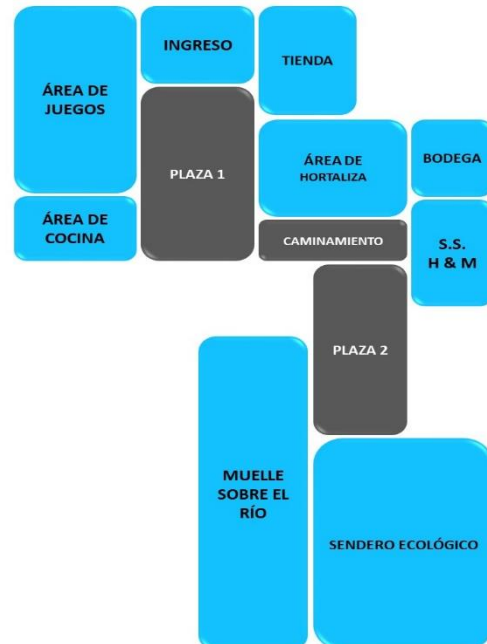 INGRESO
TIENDA
ÁREA DE
JUEGOS
PLAZA 1
ÁREA DE
HORTALIZA
BODEGA
ÁREA DE
COCINA
CAMINAMIENTO
S.S.
H & M
PLAZA 2
MUELLE
SOBRE EL
RÍO
SENDERO ECOLÓGICO